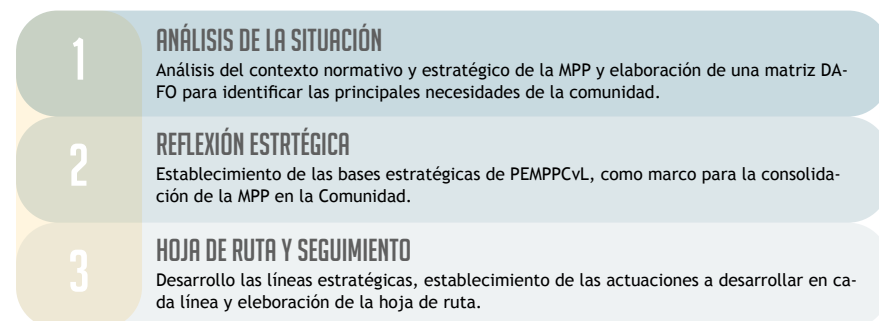 1
ANÁLISIS DE LA SITUACIÓN
Análisis del contexto normativo y estratégico de la MPP y elaboración de una matriz DA-
FO para identificar las principales necesidades de la comunidad.
2
REFLEXIÓN ESTRTÉGICA
Establecimiento de las bases estratégicas de PEMPPCvL, como marco para la consolida-
ción de la MPP en la Comunidad.
3
HOJA DE RUTA Y SEGUIMIENTO
Desarrollo las líneas estratégicas, establecimiento de las actuaciones a desarrollar en ca-
da línea y eleboración de la hoja de ruta.